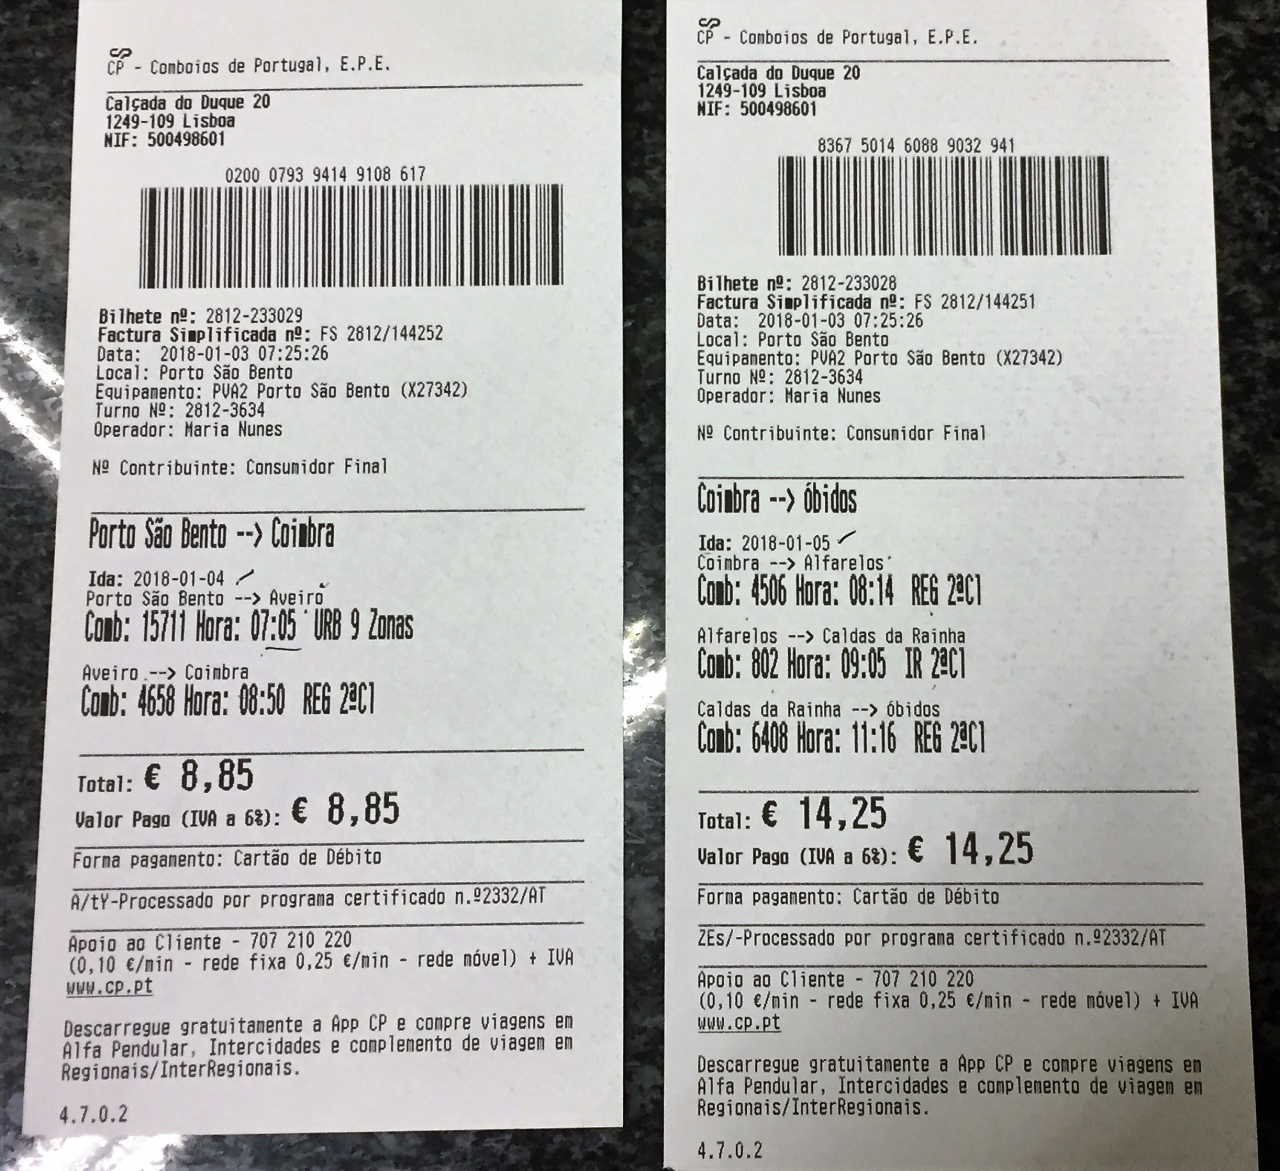 CP - Comboios de Portugal, E.P.E.
Calçada do Duque 20
1249-109 Lisboa
NIF: 500498601
0200 0793 9414 9108 617
Bilhete nº: 2812-233029
Factura Simplificada nº: FS 2812/144252
Data: 2018-01-03 07:25:26
Local: Porto São Bento
Equipamento: PVA2 Porto São Bento (X27342)
Turno Nº: 2812-3634
Operador: Maria Nunes
Nº Contribuinte: Consumidor Final
Porto São Bento --> Coimbra
Ida: 2018-01-04
Porto São Bento --> Aveiro
Comb: 15711 Hora: 07:05 URB 9 Zonas
Aveiro --> Coimbra
Comb: 4658 Hora: 08:50 REG 2ªCl
Total: € 8,85
Valor Pago (IVA a 6%): € 8,85
Forma pagamento: Cartão de Débito
A/tY-Processado por programa certificado n.º2332/AT
Apoio ao Cliente - 707 210 220
(0,10 €/min - rede fixa 0,25 €/min - rede móvel) + IVA
www.cp.pt
Descarregue gratuitamente a App CP e compre viagens em
Alfa Pendular, Intercidades e complemento de viagem em
Regionais/InterRegionais.
4.7.0.2
CP - Comboios de Portugal, E.P.E.
Calçada do Duque 20
1249-109 Lisboa
NIF: 500498601
8367 5014 6088 9032 941
Bilhete nº: 2812-233028
Factura Simplificada nº: FS 2812/144251
Data: 2018-01-03 07:25:26
Local: Porto São Bento
Equipamento: PVA2 Porto São Bento (X27342)
Turno Nº: 2812-3634
Operador: Maria Nunes
Nº Contribuinte: Consumidor Final
Coimbra --> óbidos
Ida: 2018-01-05
Coimbra --> Alfarelos
Comb: 4506 Hora: 08:14 REG 2ªCl
Alfarelos --> Caldas da Rainha
Comb: 802 Hora: 09:05 IR 2ªCl
Caldas da Rainha --> óbidos
Comb: 6408 Hora: 11:16 REG 2ªCl
Total: € 14,25
Valor Pago (IVA a 6%): € 14,25
Forma pagamento: Cartão de Débito
ZEs/-Processado por programa certificado n.º2332/AT
Apoio ao Cliente - 707 210 220
(0,10 €/min - rede fixa 0,25 €/min - rede móvel) + IVA
www.cp.pt
Descarregue gratuitamente a App CP e compre viagens em
Alfa Pendular, Intercidades e complemento de viagem em
Regionais/InterRegionais.
4.7.0.2